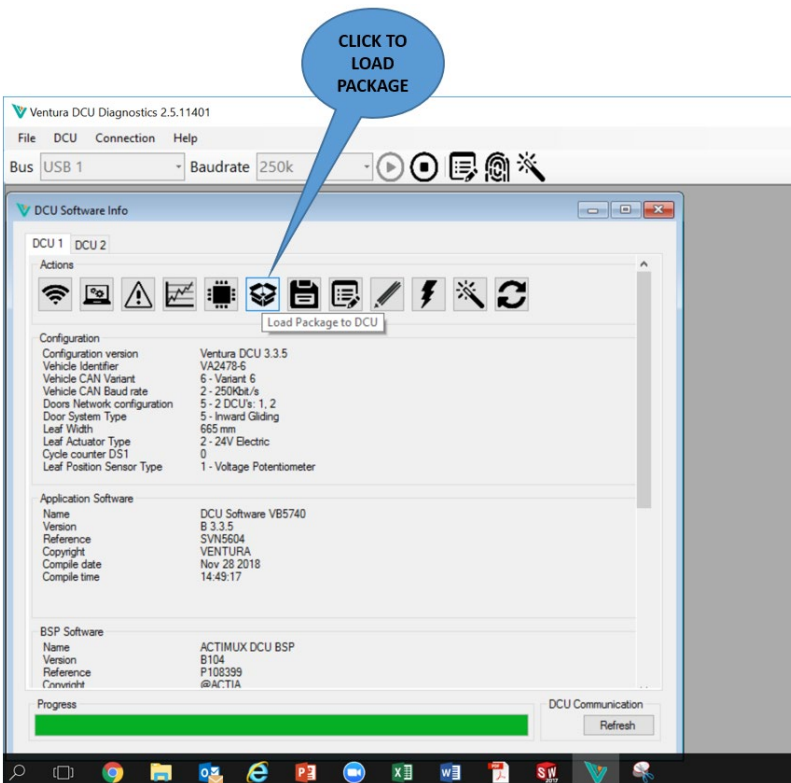 CLICK TO
LOAD
PACKAGE
Ventura DCU Diagnostics 2.5.11401
File DCU Connection Help
Bus USB 1 Baudrate 250k
DCU Software Info
DCU 1 DCU 2
Actions
Load Package to DCU
Configuration
Configuration version Ventura DCU 3.3.5
Vehicle Identifier VA2478-6
Vehicle CAN Variant 6 - Variant 6
Vehicle CAN Baud rate 2 - 250Kbit/s
Doors Network configuration 5 - 2 DCU's: 1, 2
Door System Type 5 - Inward Gliding
Leaf Width 665 mm
Leaf Actuator Type 2 - 24V Electric
Cycle counter DS1 0
Leaf Position Sensor Type 1 - Voltage Potentiometer
Application Software
Name DCU Software VB5740
Version B 3.3.5
Reference SVN5604
Copyright VENTURA
Compile date Nov 28 2018
Compile time 14:49:17
BSP Software
Name ACTIMUX DCU BSP
Version B104
Reference P108399
Copyright @ACTIA
Progress DCU Communication
Refresh